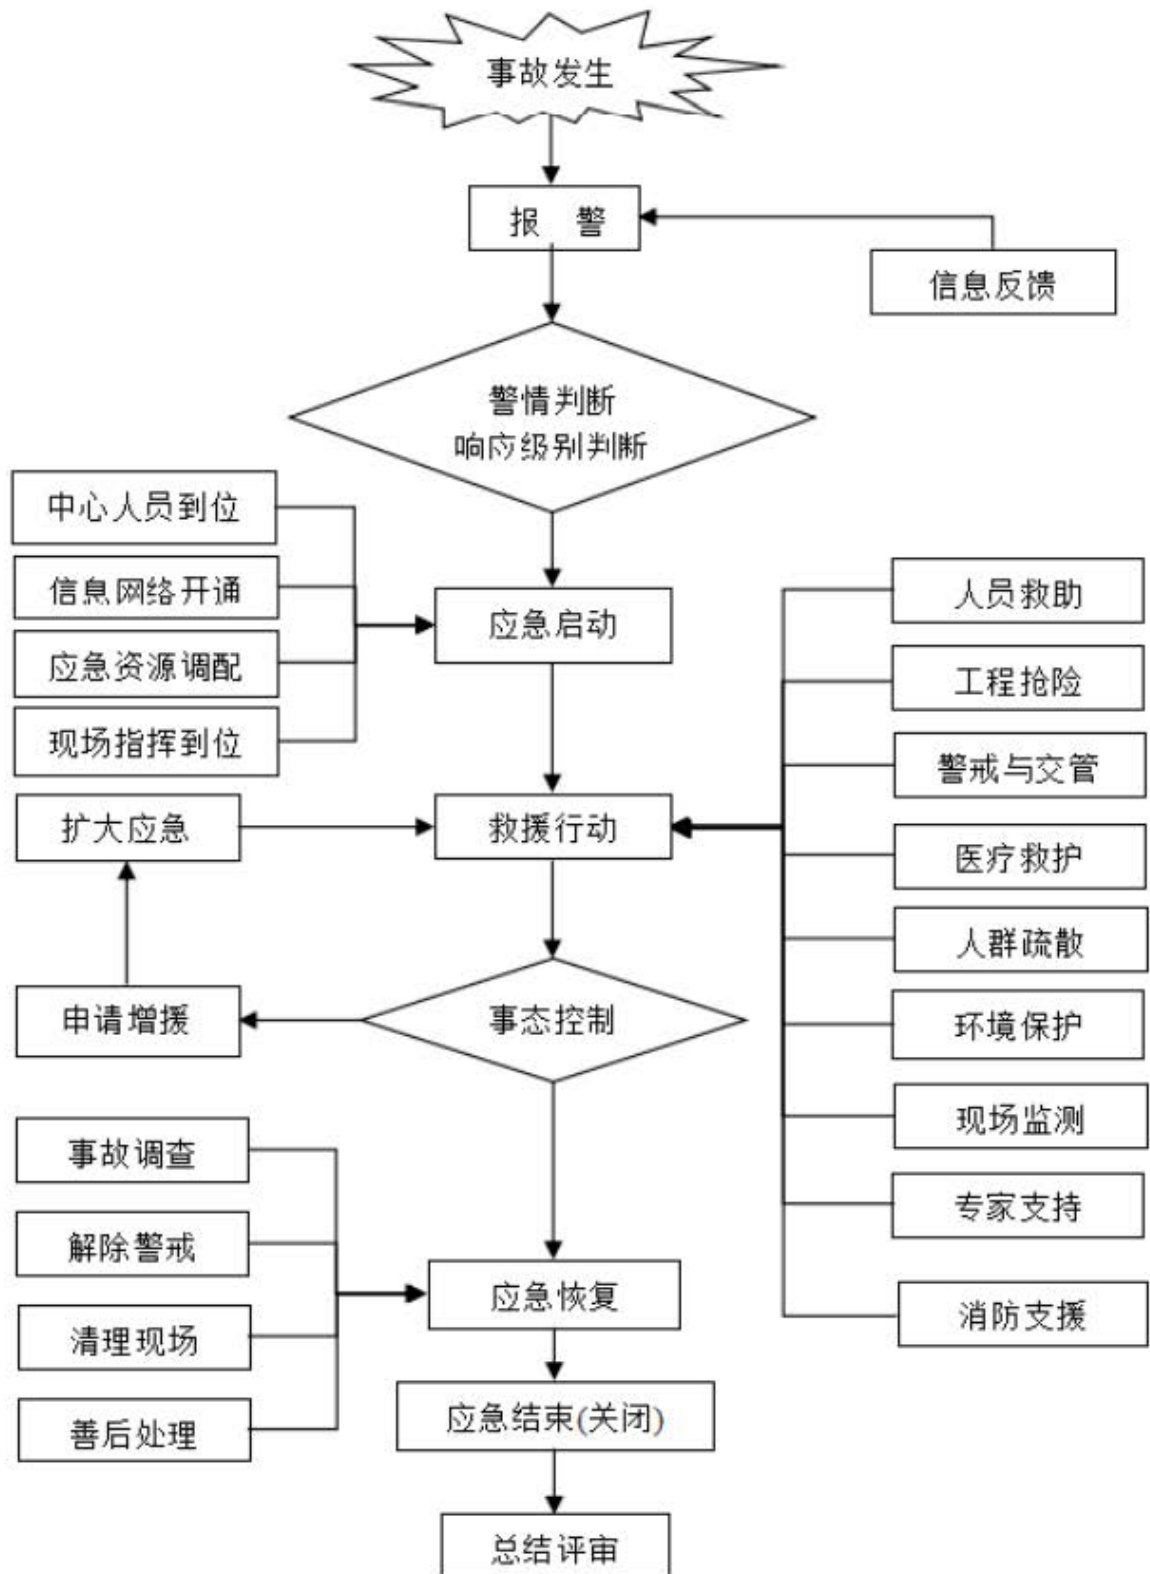 事故发生
报　警
信息反馈
警情判断
响应级别判断
中心人员到位
信息网络开通
应急资源调配
现场指挥到位
应急启动
人员救助
工程抢险
警戒与交管
医疗救护
人群疏散
环境保护
现场监测
专家支持
消防支援
扩大应急
救援行动
申请增援
事态控制
事故调查
解除警戒
清理现场
善后处理
应急恢复
应急结束(关闭)
总结评审